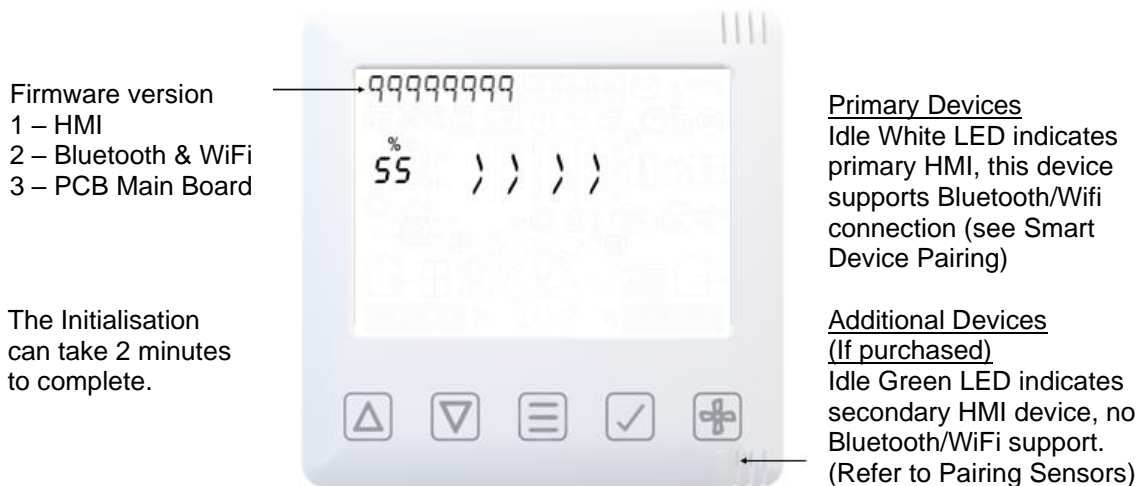 Firmware version
1 – HMI
2 – Bluetooth & WiFi
3 – PCB Main Board
The Initialisation
can take 2 minutes
to complete.
99999999
%
55
Primary Devices
Idle White LED indicates
primary HMI, this device
supports Bluetooth/Wifi
connection (see Smart
Device Pairing)
Additional Devices
(If purchased)
Idle Green LED indicates
secondary HMI device, no
Bluetooth/WiFi support.
(Refer to Pairing Sensors)